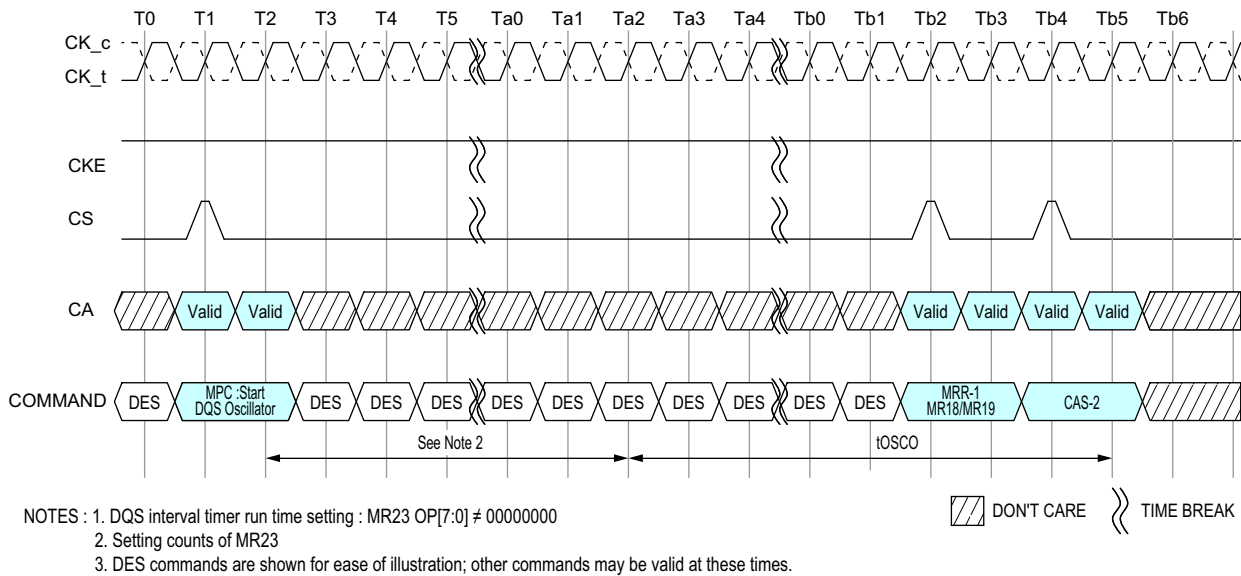 T0 T1 T2 T3 T4 T5 Ta0 Ta1 Ta2 Ta3 Ta4 Tb0 Tb1 Tb2 Tb3 Tb4 Tb5 Tb6
CK_c
CK_t
CKE
CS
CA Valid Valid Valid Valid Valid Valid
COMMAND DES MPC :Start DQS Oscillator DES DES DES DES DES DES DES DES DES DES MRR-1 MR18/MR19 CAS-2
See Note 2 tOSCO
NOTES : 1. DQS interval timer run time setting : MR23 OP[7:0] ≠ 00000000
2. Setting counts of MR23
3. DES commands are shown for ease of illustration; other commands may be valid at these times.
DON'T CARE TIME BREAK